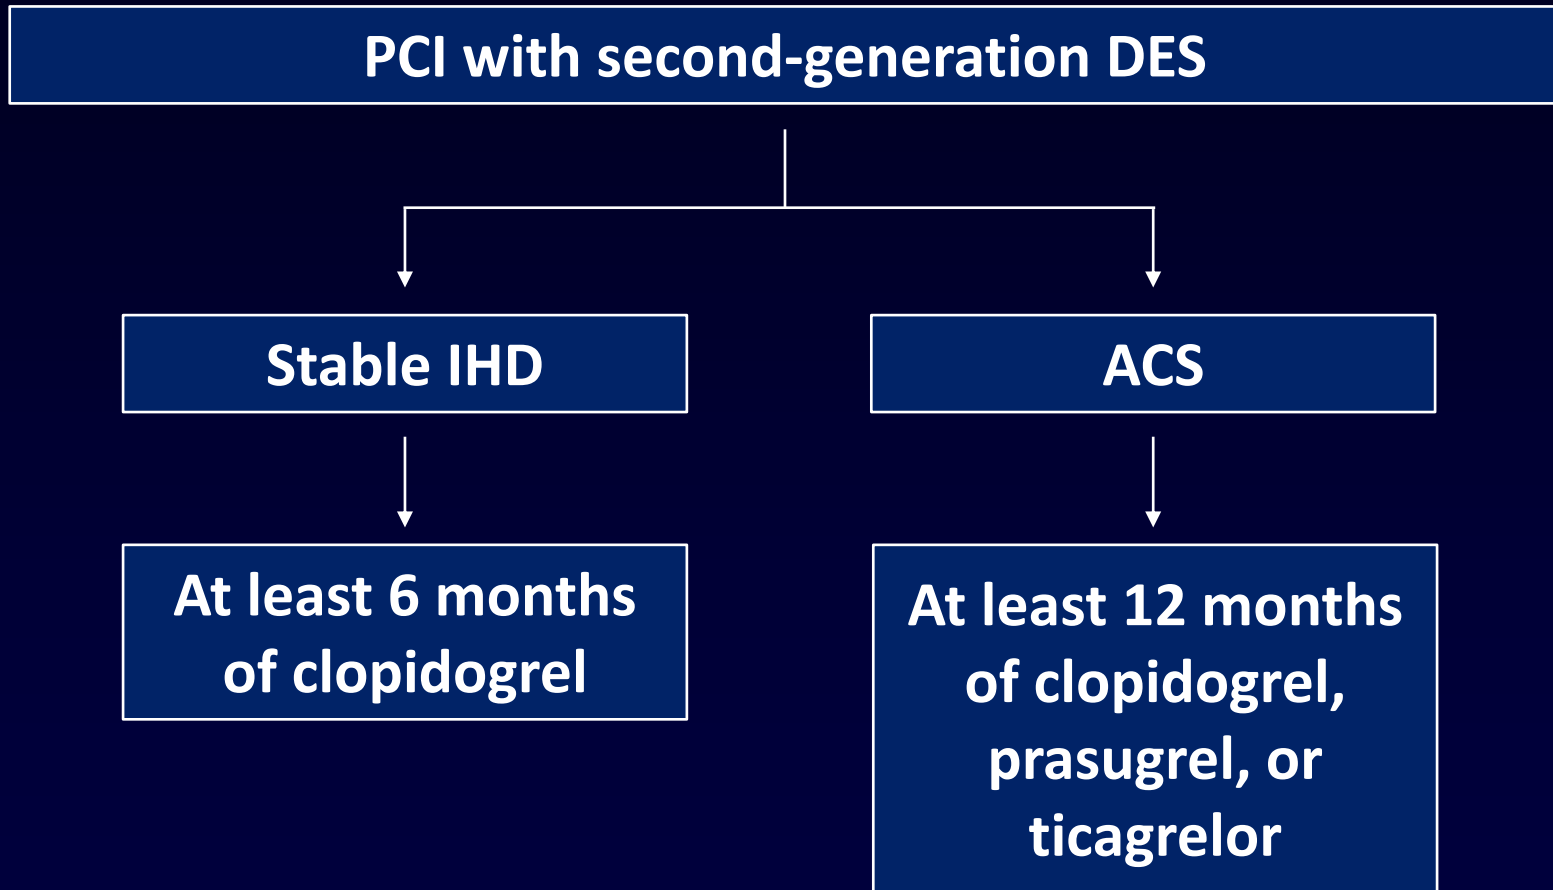 PCI with second-generation DES
Stable IHD
ACS
At least 6 months
of clopidogrel
At least 12 months
of clopidogrel,
prasugrel, or
ticagrelor